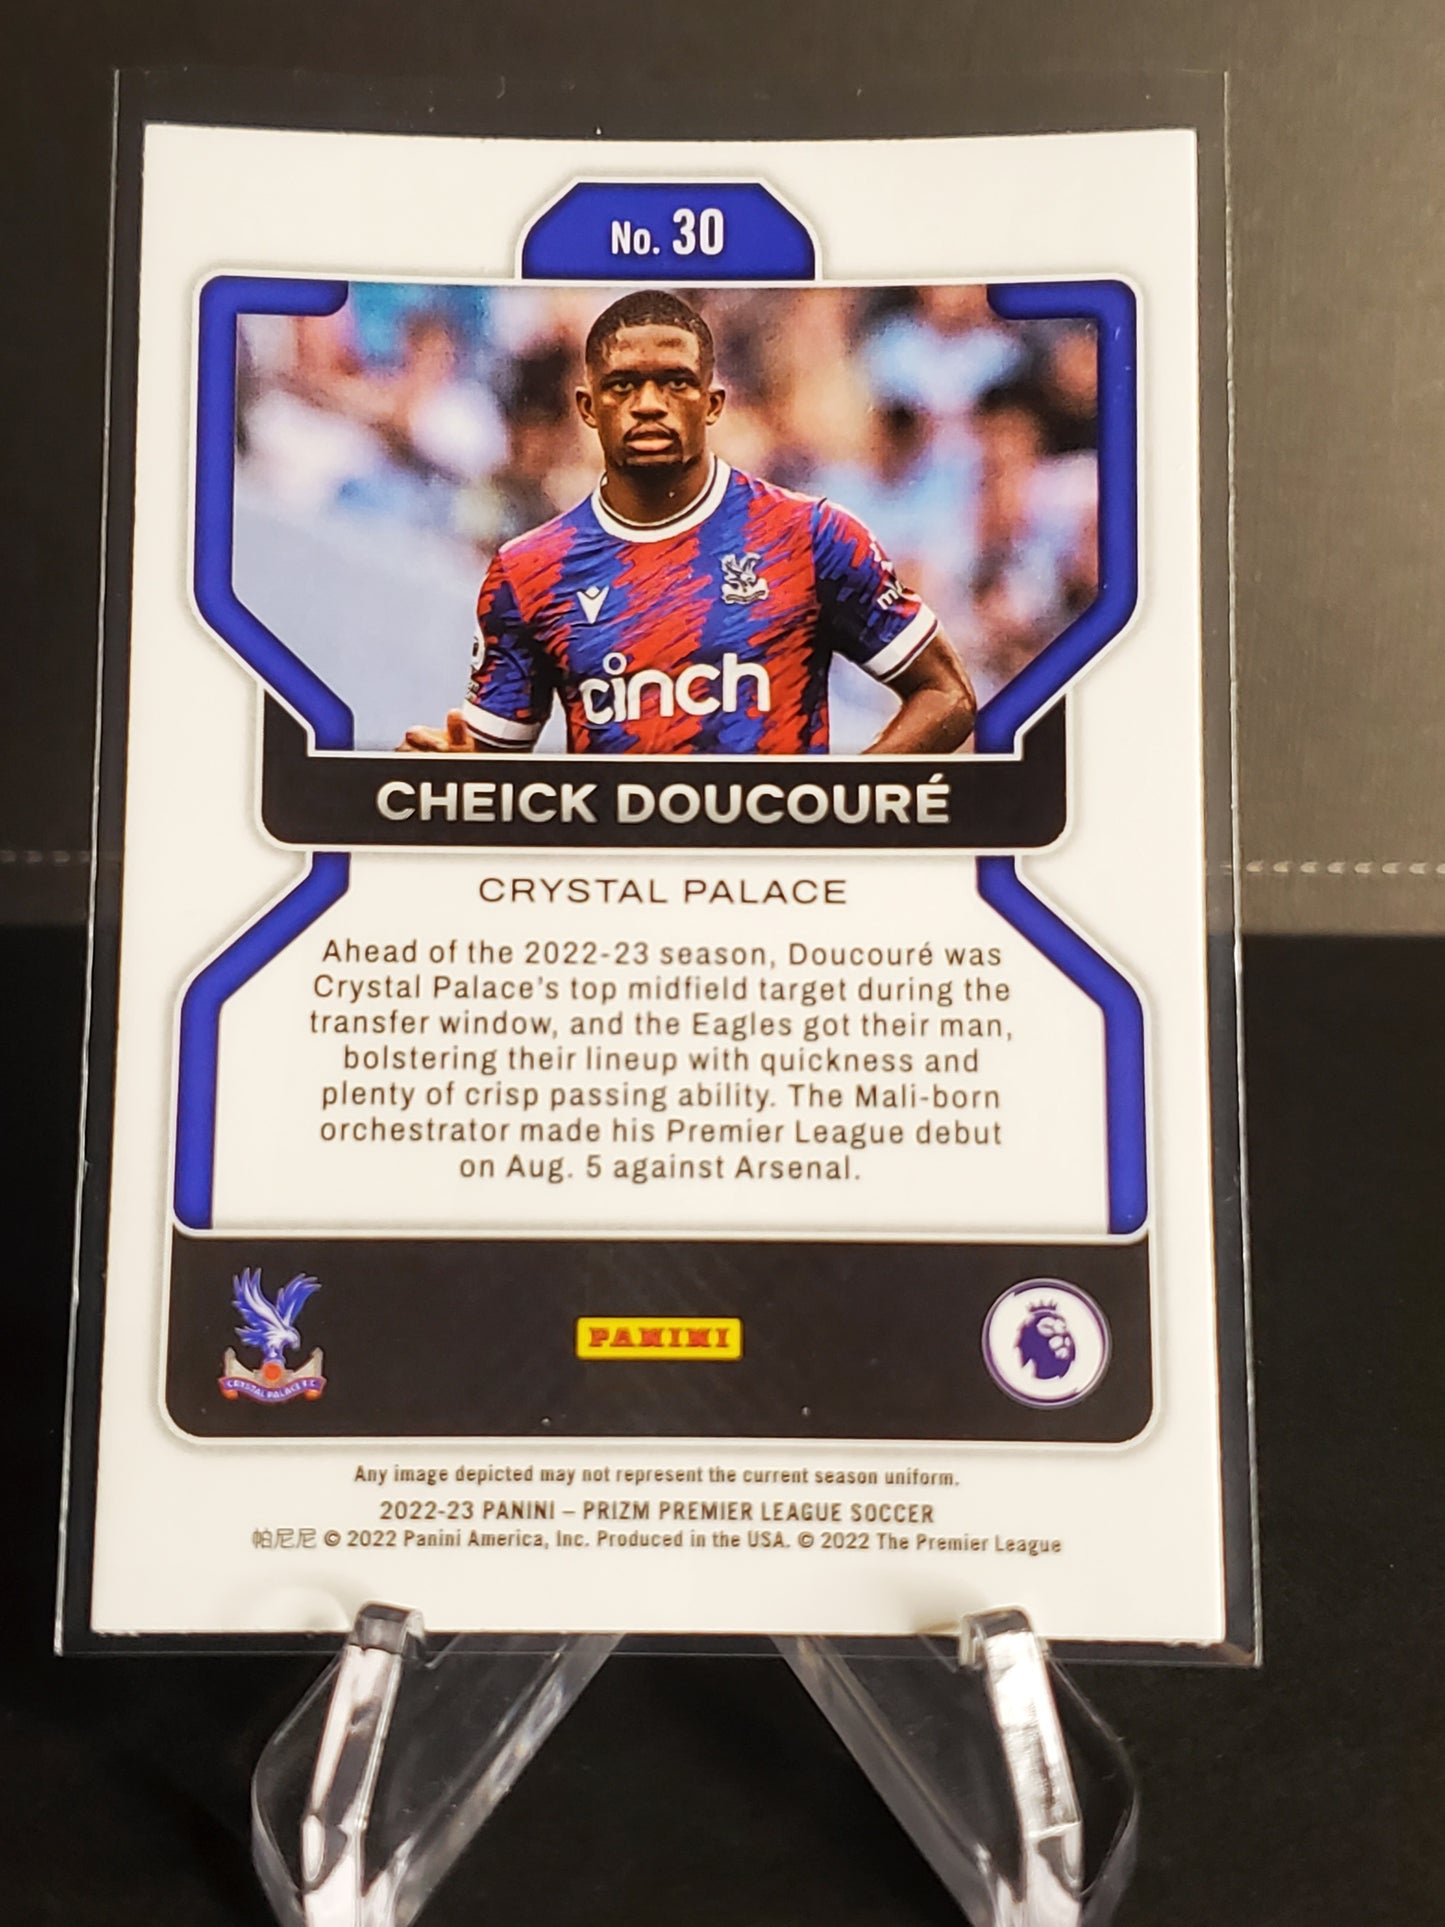 No. 30
cinch
CHEICK DOUCOURÉ
CRYSTAL PALACE
Ahead of the 2022-23 season, Doucouré was
Crystal Palace's top midfield target during the
transfer window, and the Eagles got their man,
bolstering their lineup with quickness and
plenty of crisp passing ability. The Mali-born
orchestrator made his Premier League debut
on Aug. 5 against Arsenal.
CRYSTAL PALACE F.C.
PANINI
Any image depicted may not represent the current season uniform.
2022-23 PANINI – PRIZM PREMIER LEAGUE SOCCER
帕尼尼 © 2022 Panini America, Inc. Produced in the USA. © 2022 The Premier League